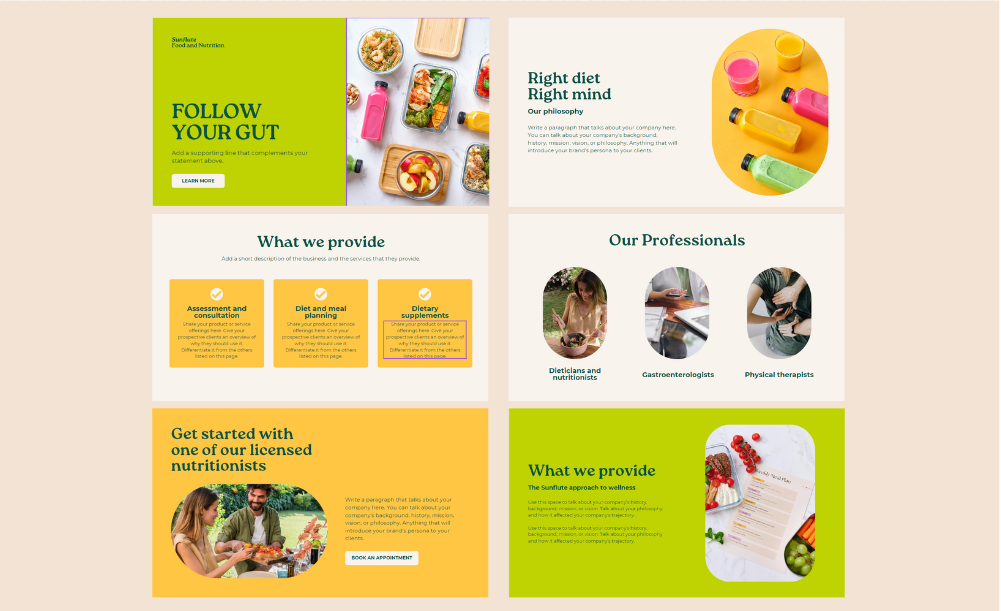 Sunflute
Food and Nutrition.
FOLLOW
YOUR GUT
Add a supporting line that complements your
statement above.
LEARN MORE
Right diet
Right mind
Our philosophy
Write a paragraph that talks about your company here.
You can talk about your company's background,
history, mission, vision, or philosophy. Anything that will
introduce your brand's persona to your clients.
What we provide
Add a short description of the business and the services that they provide.
Assessment and
consultation
Share your product or service
offerings here. Give your
prospective clients an overview of
why they should use it.
Differentiate it from the others
listed on this page.
Diet and meal
planning
Share your product or service
offerings here. Give your
prospective clients an overview of
why they should use it.
Differentiate it from the others
listed on this page.
Dietary
supplements
Share your product or service
offerings here. Give your
prospective clients an overview of
why they should use it.
Differentiate it from the others
listed on this page.
Our Professionals
Dieticians and
nutritionists
Gastroenterologists
Physical therapists
Get started with
one of our licensed
nutritionists
Write a paragraph that talks about your
company here. You can talk about your
company's background, history, mission,
vision, or philosophy. Anything that will
introduce your brand's persona to your
clients.
BOOK AN APPOINTMENT
What we provide
The Sunflute approach to wellness
Use this space to talk about your company's history,
background, mission, or vision. Talk about your philosophy
and how it affected your company's trajectory.
Use this space to talk about your company's history,
background, mission, or vision. Talk about your philosophy
and how it affected your company's trajectory.
Meal Plan